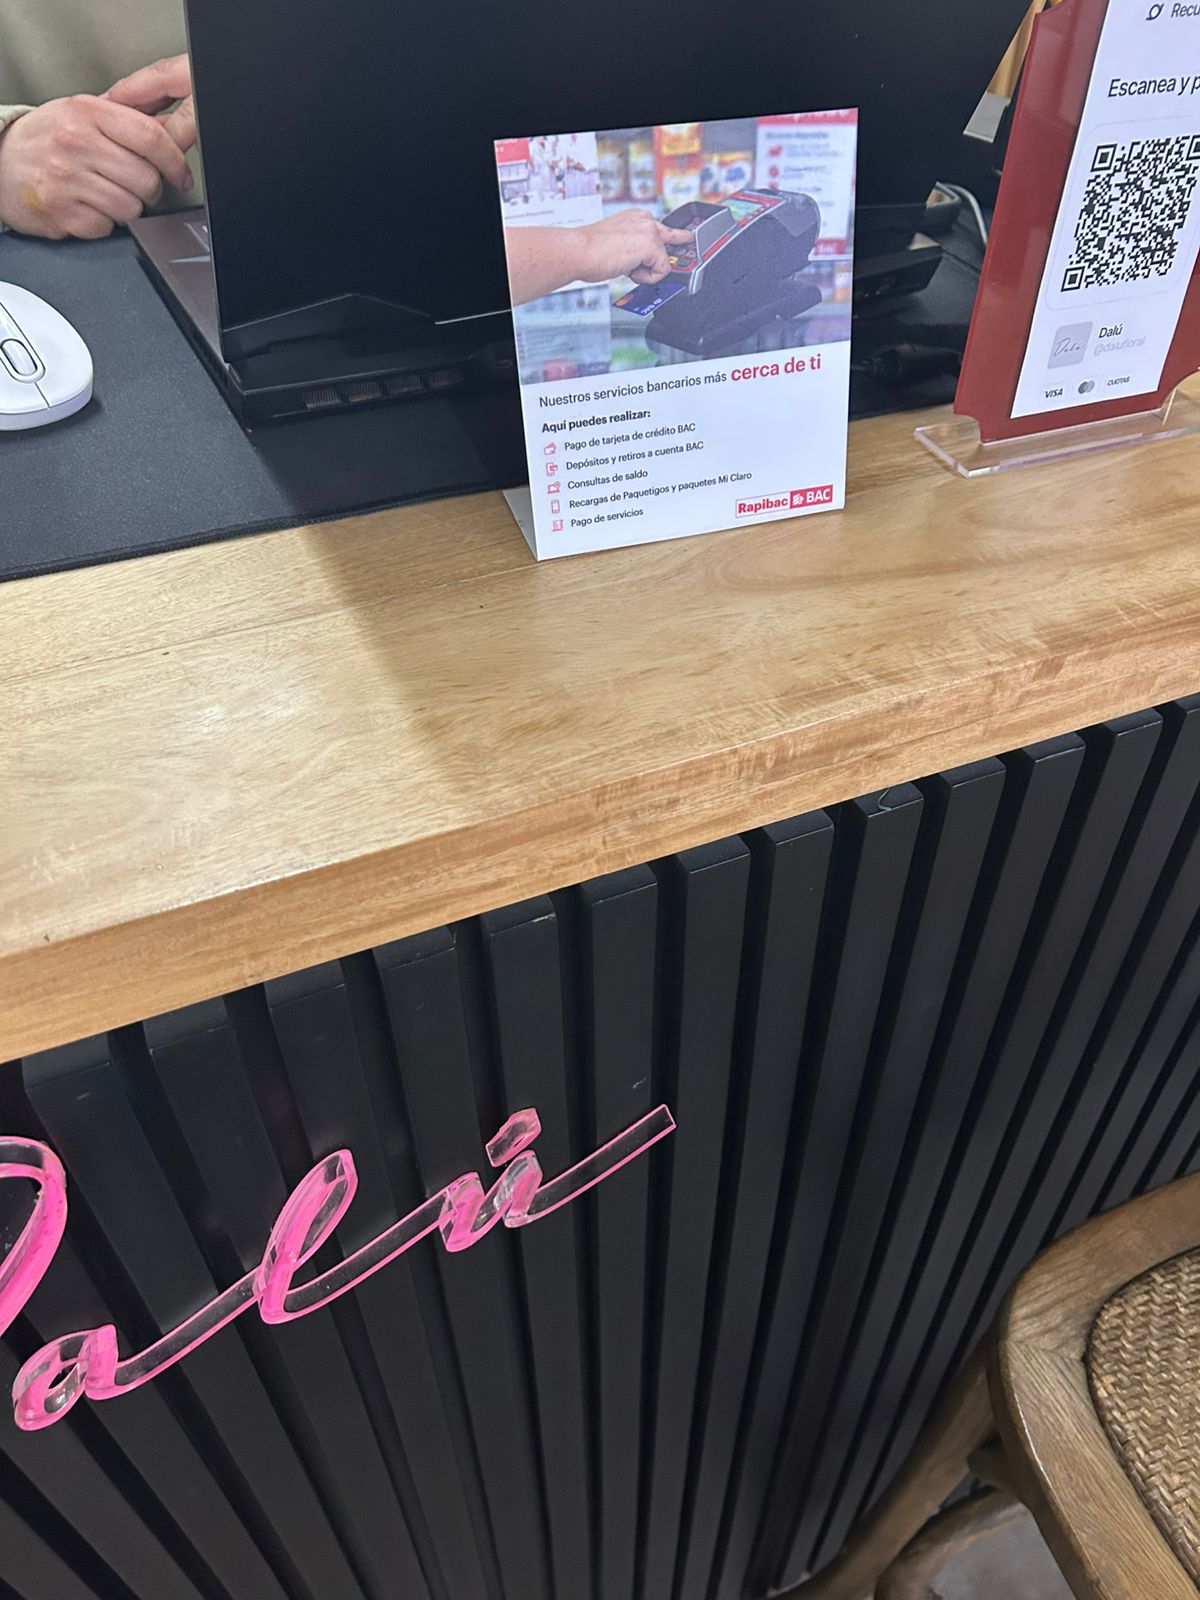 Nuestros servicios bancarios más cerca de ti
Aquí puedes realizar:
Pago de tarjeta de crédito BAC
Depósitos y retiros a cuenta BAC
Consultas de saldo
Recargas de Paquetigos y paquetes Mi Claro
Pago de servicios
Rapibac BAC
Escanea y
Dalú
@dalufloral
VISA
CUOTAS
alú